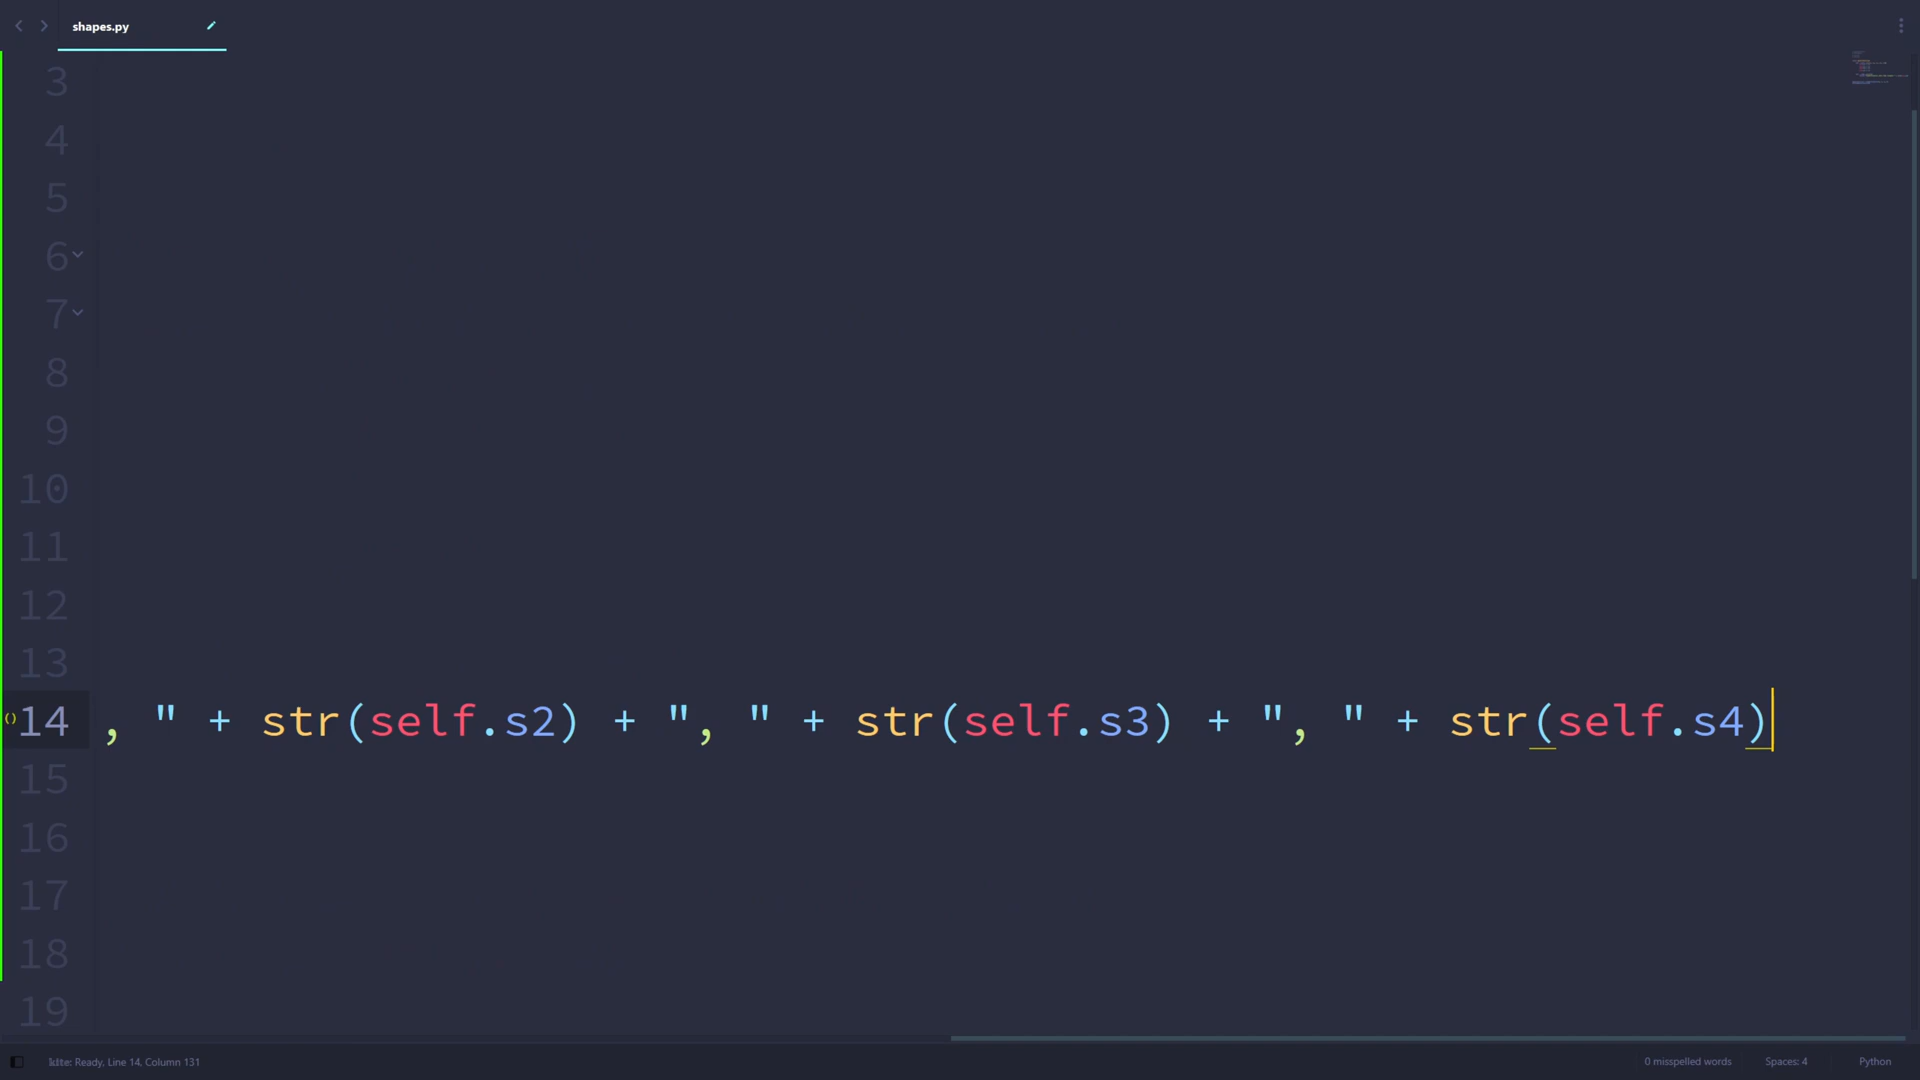 shapes.py
3
4
5
6
7
8
9
10
11
12
13
14 , " + str(self.s2) + ", " + str(self.s3) + ", " + str(self.s4)
15
16
17
18
19
kite: Ready, Line 14, Column 131
0 misspelled words
Spaces: 4
Python